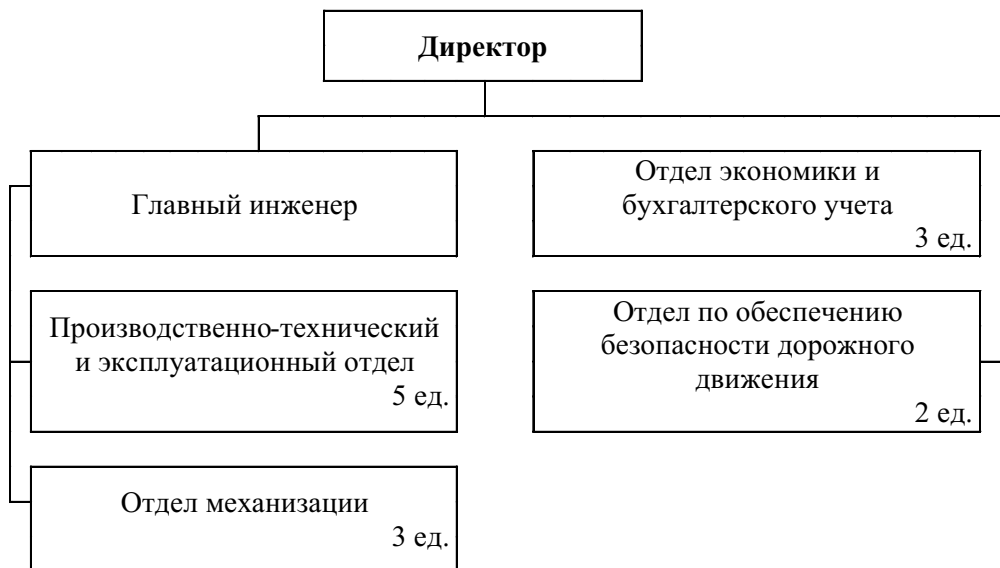 Директор
Главный инженер
Отдел экономики и
бухгалтерского учета
3 ед.
Производственно-технический
и эксплуатационный отдел
5 ед.
Отдел по обеспечению
безопасности дорожного
движения
2 ед.
Отдел механизации
3 ед.